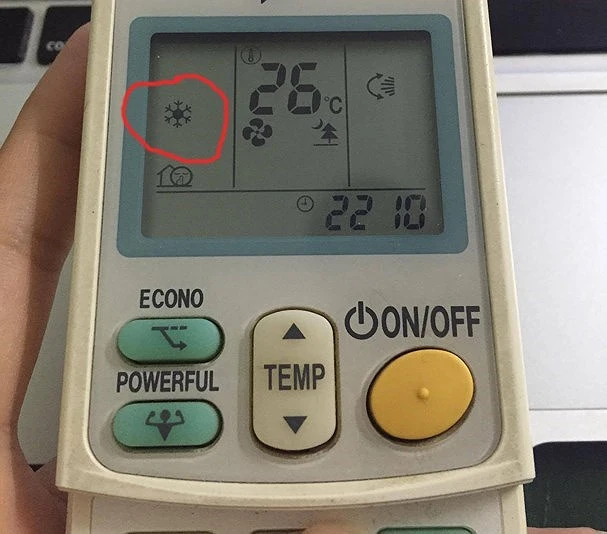 26°C
22 10
ECONO
ON/OFF
POWERFUL
TEMP